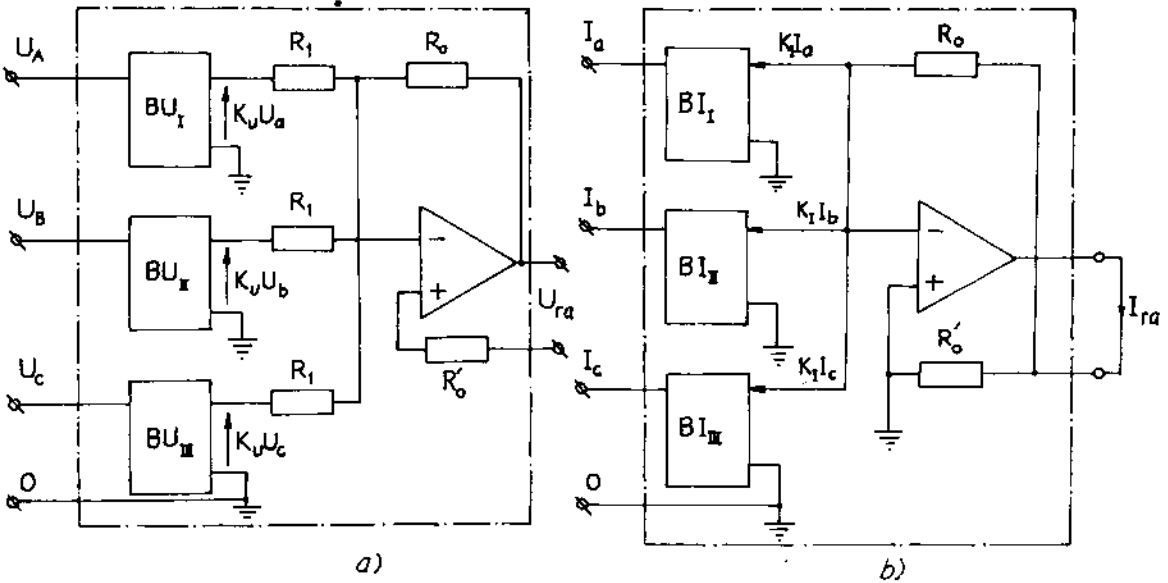 U_A
BU_I
K_uU_a
R_1
R_o
U_B
BU_II
K_uU_b
R_1
−
+
R'_o
U_ra
U_C
BU_III
K_uU_c
R_1
0
a)
I_a
BI_I
K_II_a
R_o
I_b
BI_II
K_II_b
−
+
R'_o
I_ra
I_c
BI_III
K_II_c
0
b)